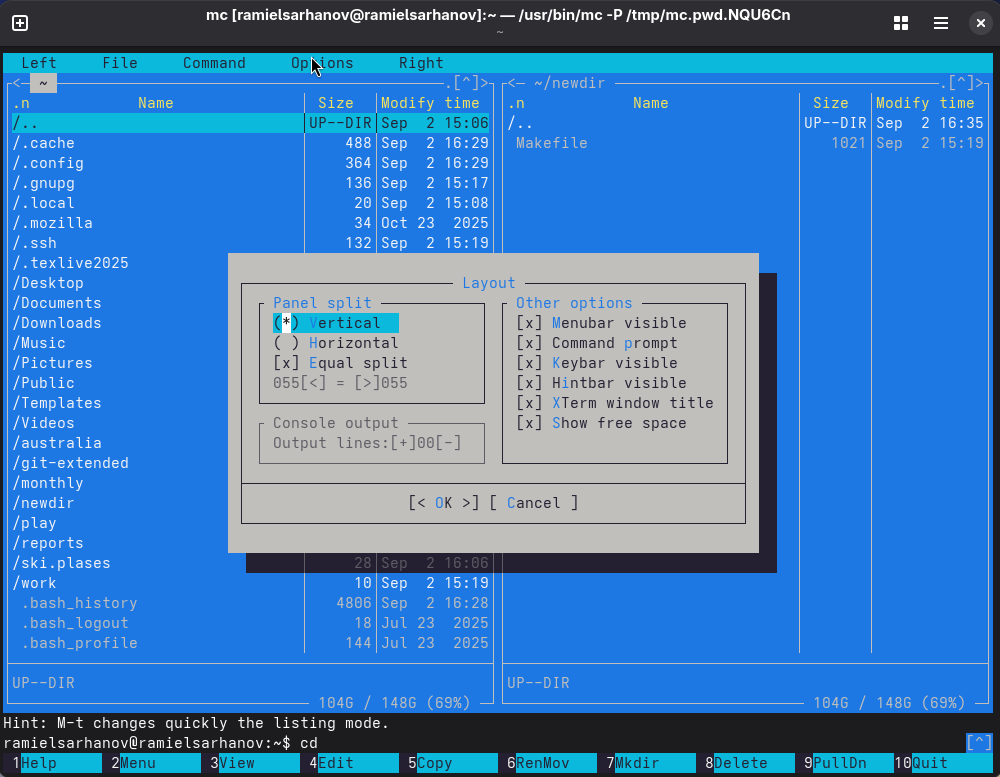 mc [ramielsarhanov@ramielsarhanov]:~ — /usr/bin/mc -P /tmp/mc.pwd.NQU6Cn
~
Left File Command Options Right
<─ ~ .[^]> <─ ~/newdir .[^]>
.n Name Size Modify time .n Name Size Modify time
/.. UP--DIR Sep 2 15:06 /.. UP--DIR Sep 2 16:35
/.cache 488 Sep 2 16:29 Makefile 1021 Sep 2 15:19
/.config 364 Sep 2 16:29
/.gnupg 136 Sep 2 15:17
/.local 20 Sep 2 15:08
/.mozilla 34 Oct 23 2025
/.ssh 132 Sep 2 15:19
/.texlive2025
/Desktop Layout
/Documents Panel split Other options
/Downloads (*) Vertical [x] Menubar visible
/Music ( ) Horizontal [x] Command prompt
/Pictures [x] Equal split [x] Keybar visible
/Public 055[<] = [>]055 [x] Hintbar visible
/Templates [x] XTerm window title
/Videos Console output [x] Show free space
/australia Output lines:[+]00[-]
/git-extended
/monthly
/newdir [< OK >] [ Cancel ]
/play
/reports
/ski.plases 28 Sep 2 16:06
/work 10 Sep 2 15:19
.bash_history 4806 Sep 2 16:28
.bash_logout 18 Jul 23 2025
.bash_profile 144 Jul 23 2025
UP--DIR UP--DIR
104G / 148G (69%) 104G / 148G (69%)
Hint: M-t changes quickly the listing mode.
ramielsarhanov@ramielsarhanov:~$ cd [^]
1Help 2Menu 3View 4Edit 5Copy 6RenMov 7Mkdir 8Delete 9PullDn 10Quit